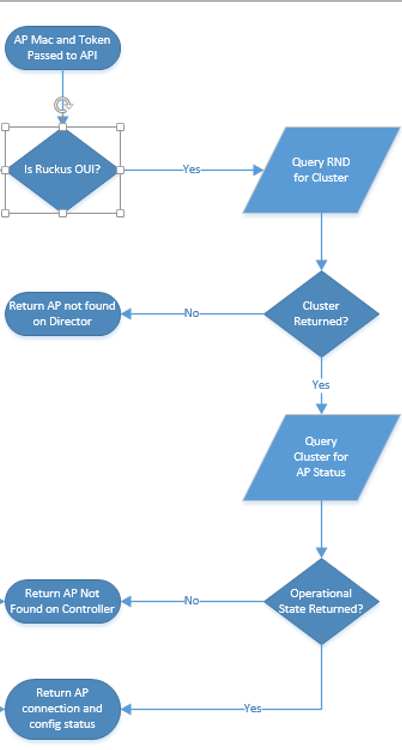 AP Mac and Token
Passed to API
Is Ruckus OUI?
Yes
Query RND
for Cluster
Cluster
Returned?
No
Return AP not found
on Director
Yes
Query
Cluster for
AP Status
Operational
State Returned?
No
Return AP Not
Found on Controller
Yes
Return AP
connection and
config status